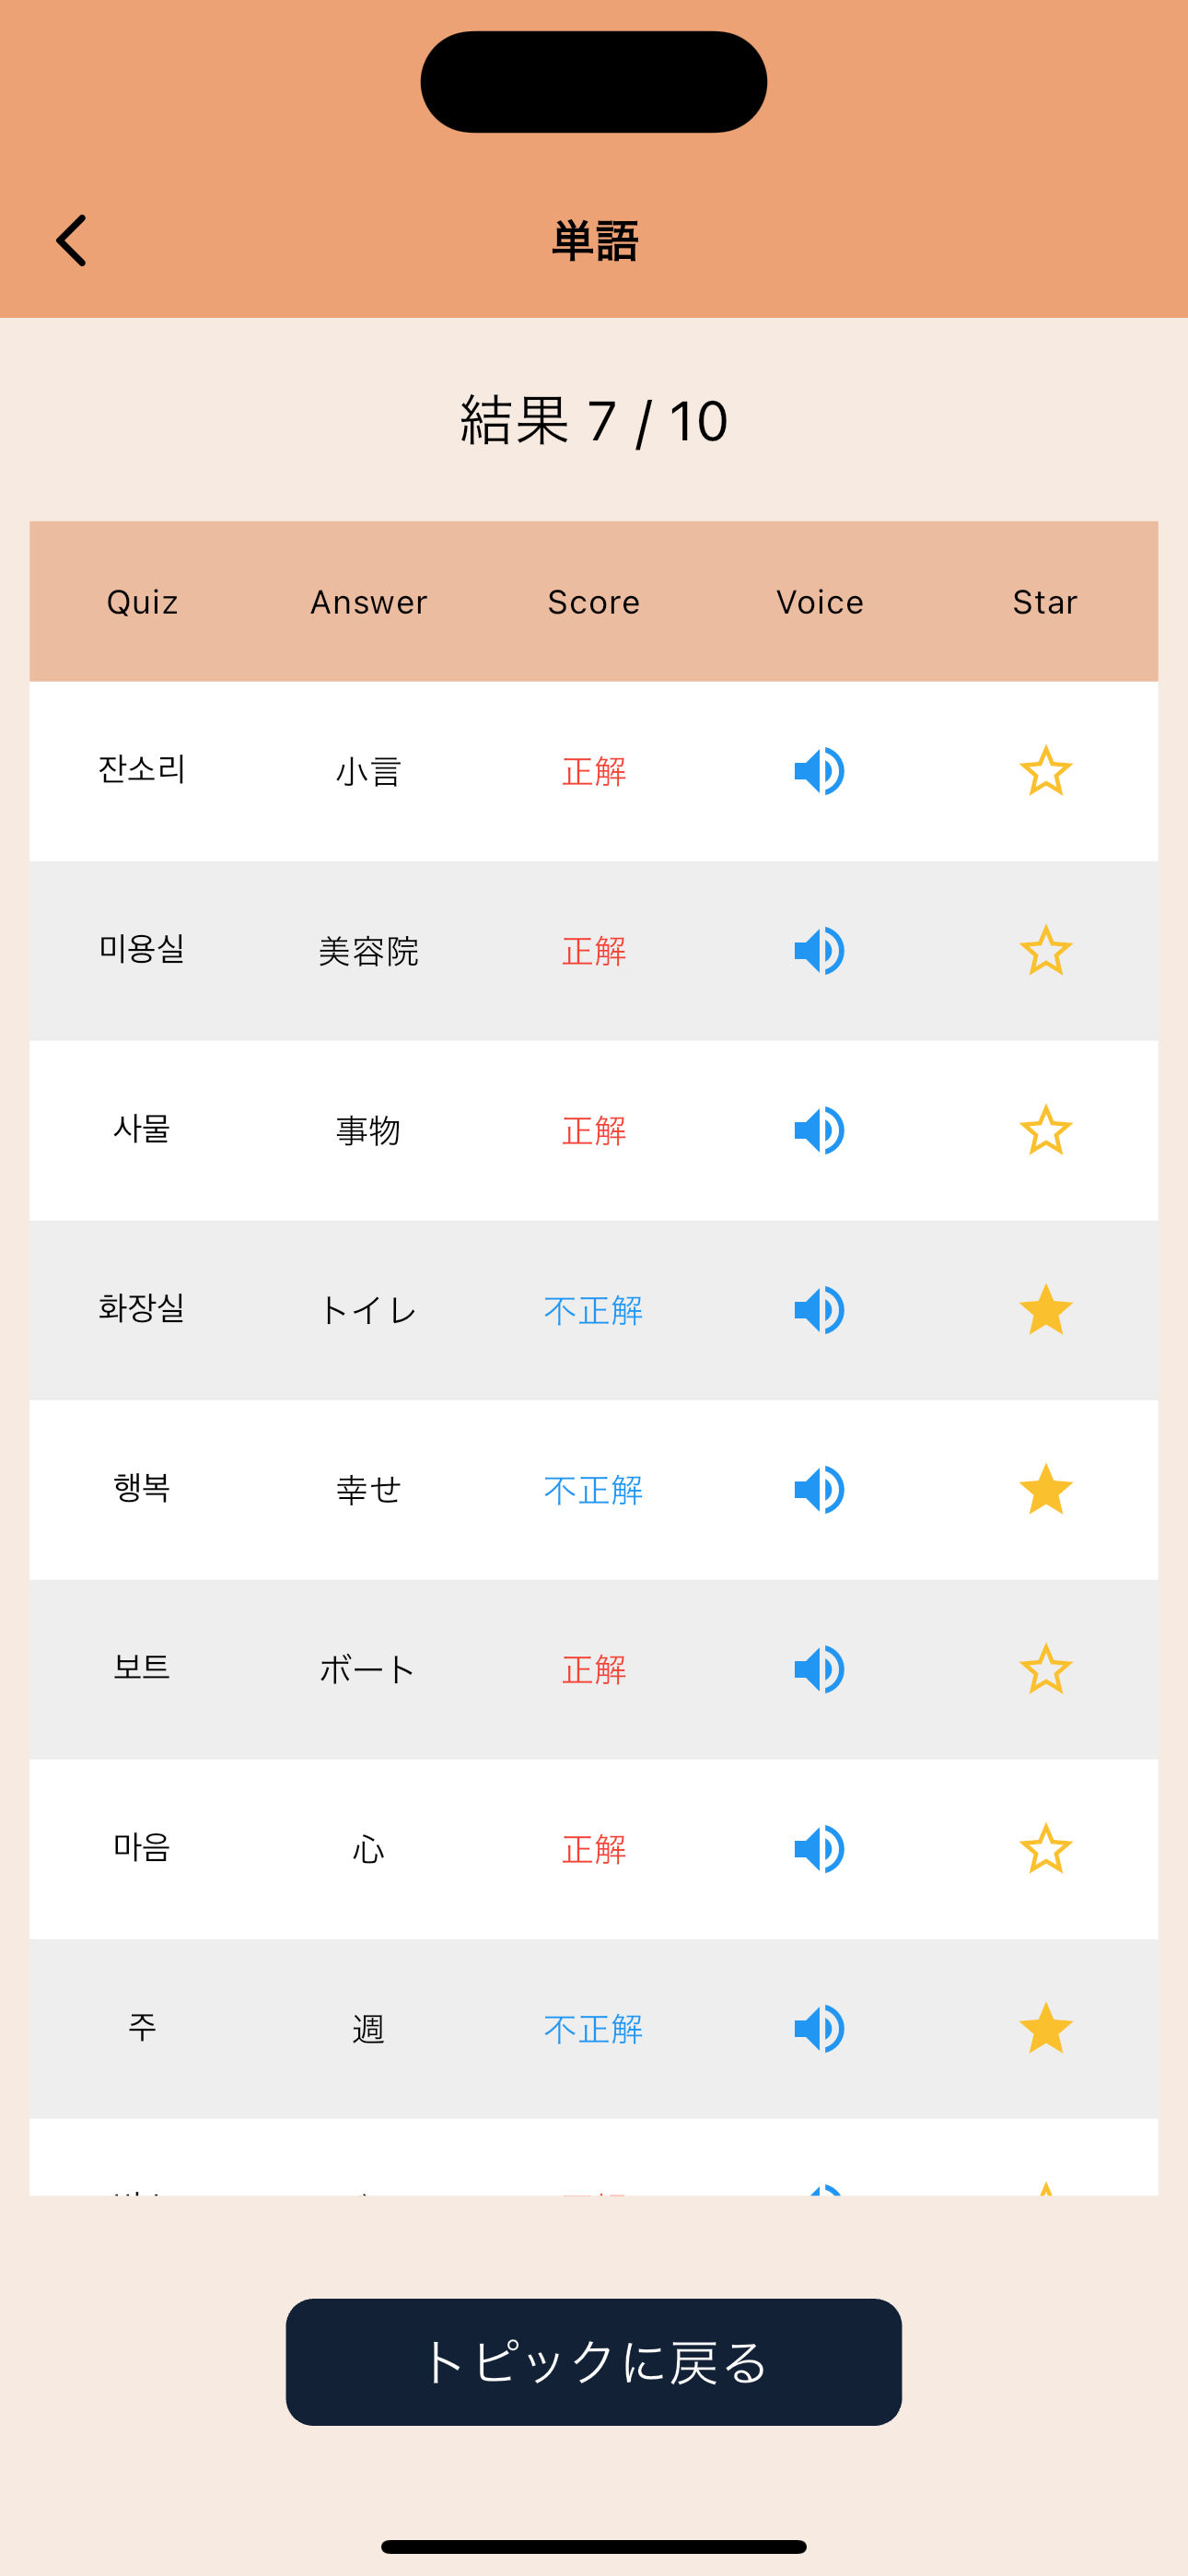 単語
結果 7 / 10
Quiz Answer Score Voice Star
잔소리 小言 正解
미용실 美容院 正解
사물 事物 正解
화장실 トイレ 不正解
행복 幸せ 不正解
보트 ボート 正解
마음 心 正解
주 週 不正解
トピックに戻る